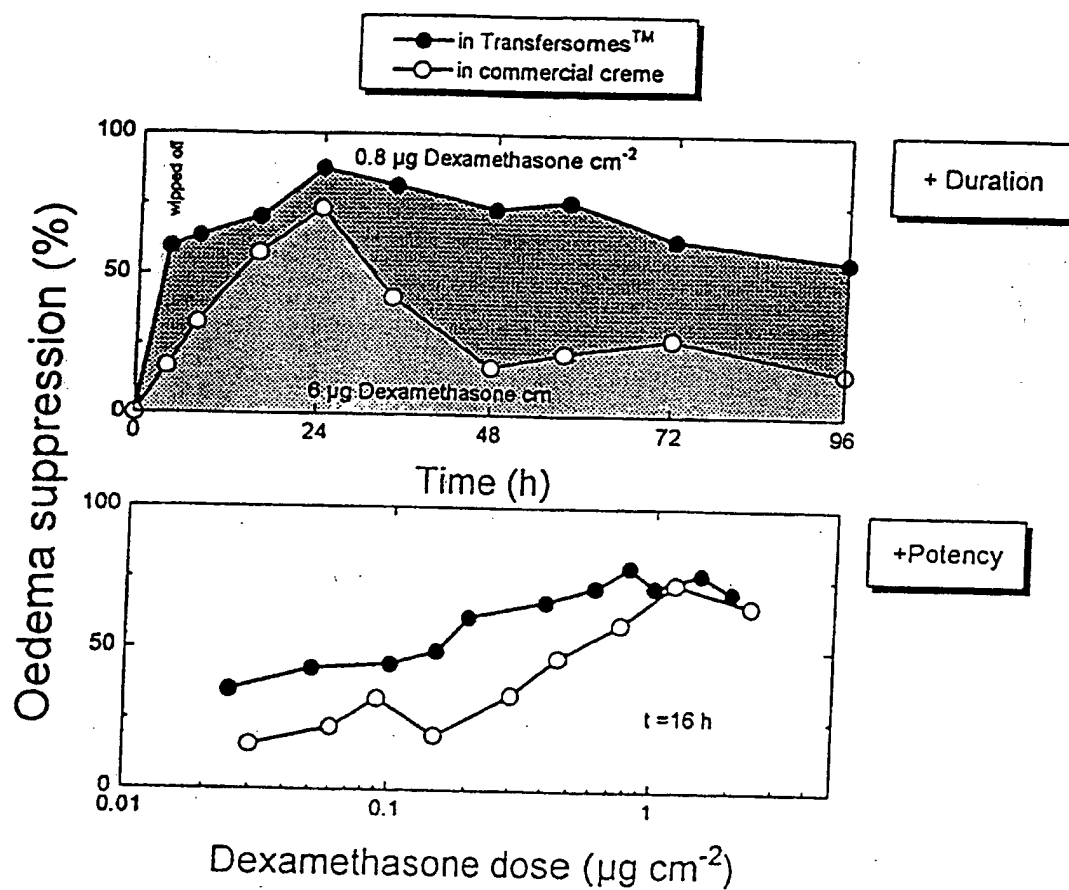 in Transfersomes™
in commercial creme
Oedema suppression (%)
100
50
0
wipped off
0.8 µg Dexamethasone cm⁻²
6 µg Dexamethasone cm
0 24 48 72 96
Time (h)
+ Duration
100
50
0
t = 16 h
0.01 0.1 1
Dexamethasone dose (µg cm⁻²)
+Potency